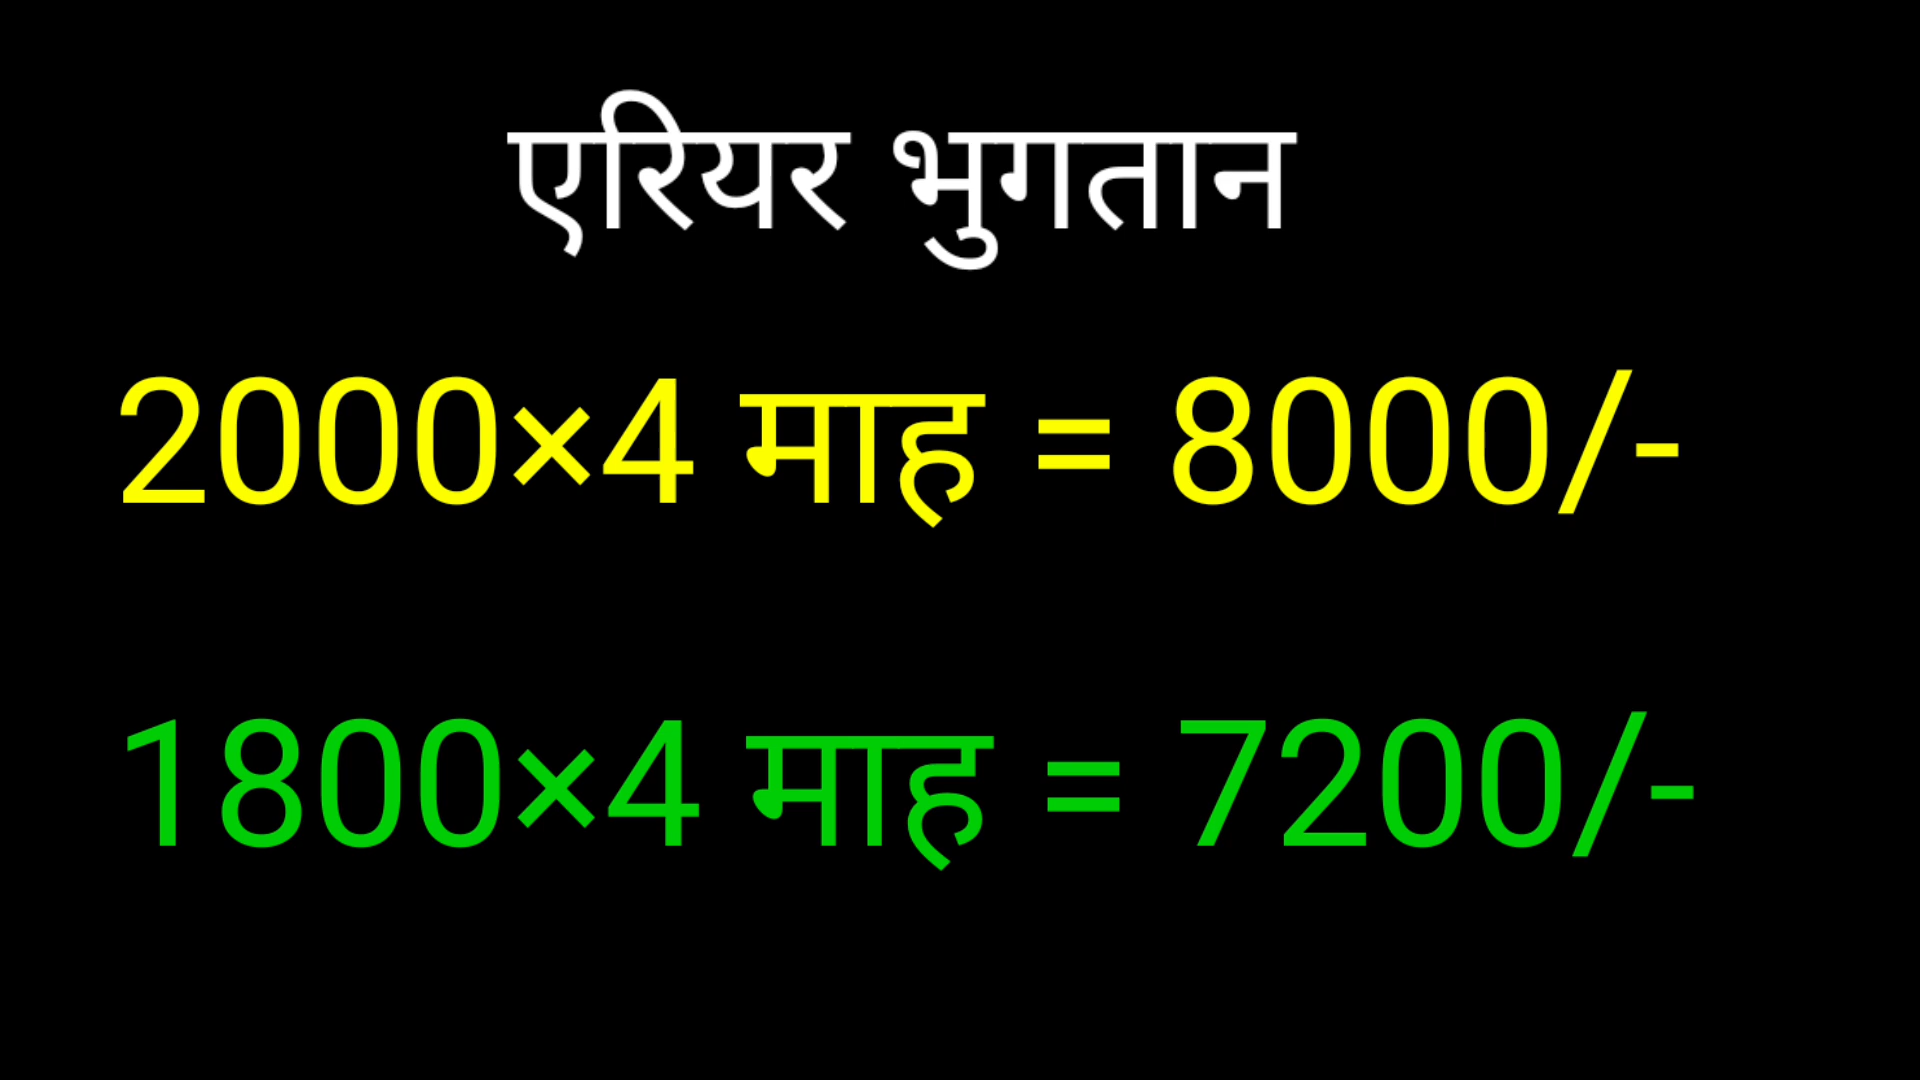 एरियर भुगतान
2000×4 माह = 8000/-
1800×4 माह = 7200/-